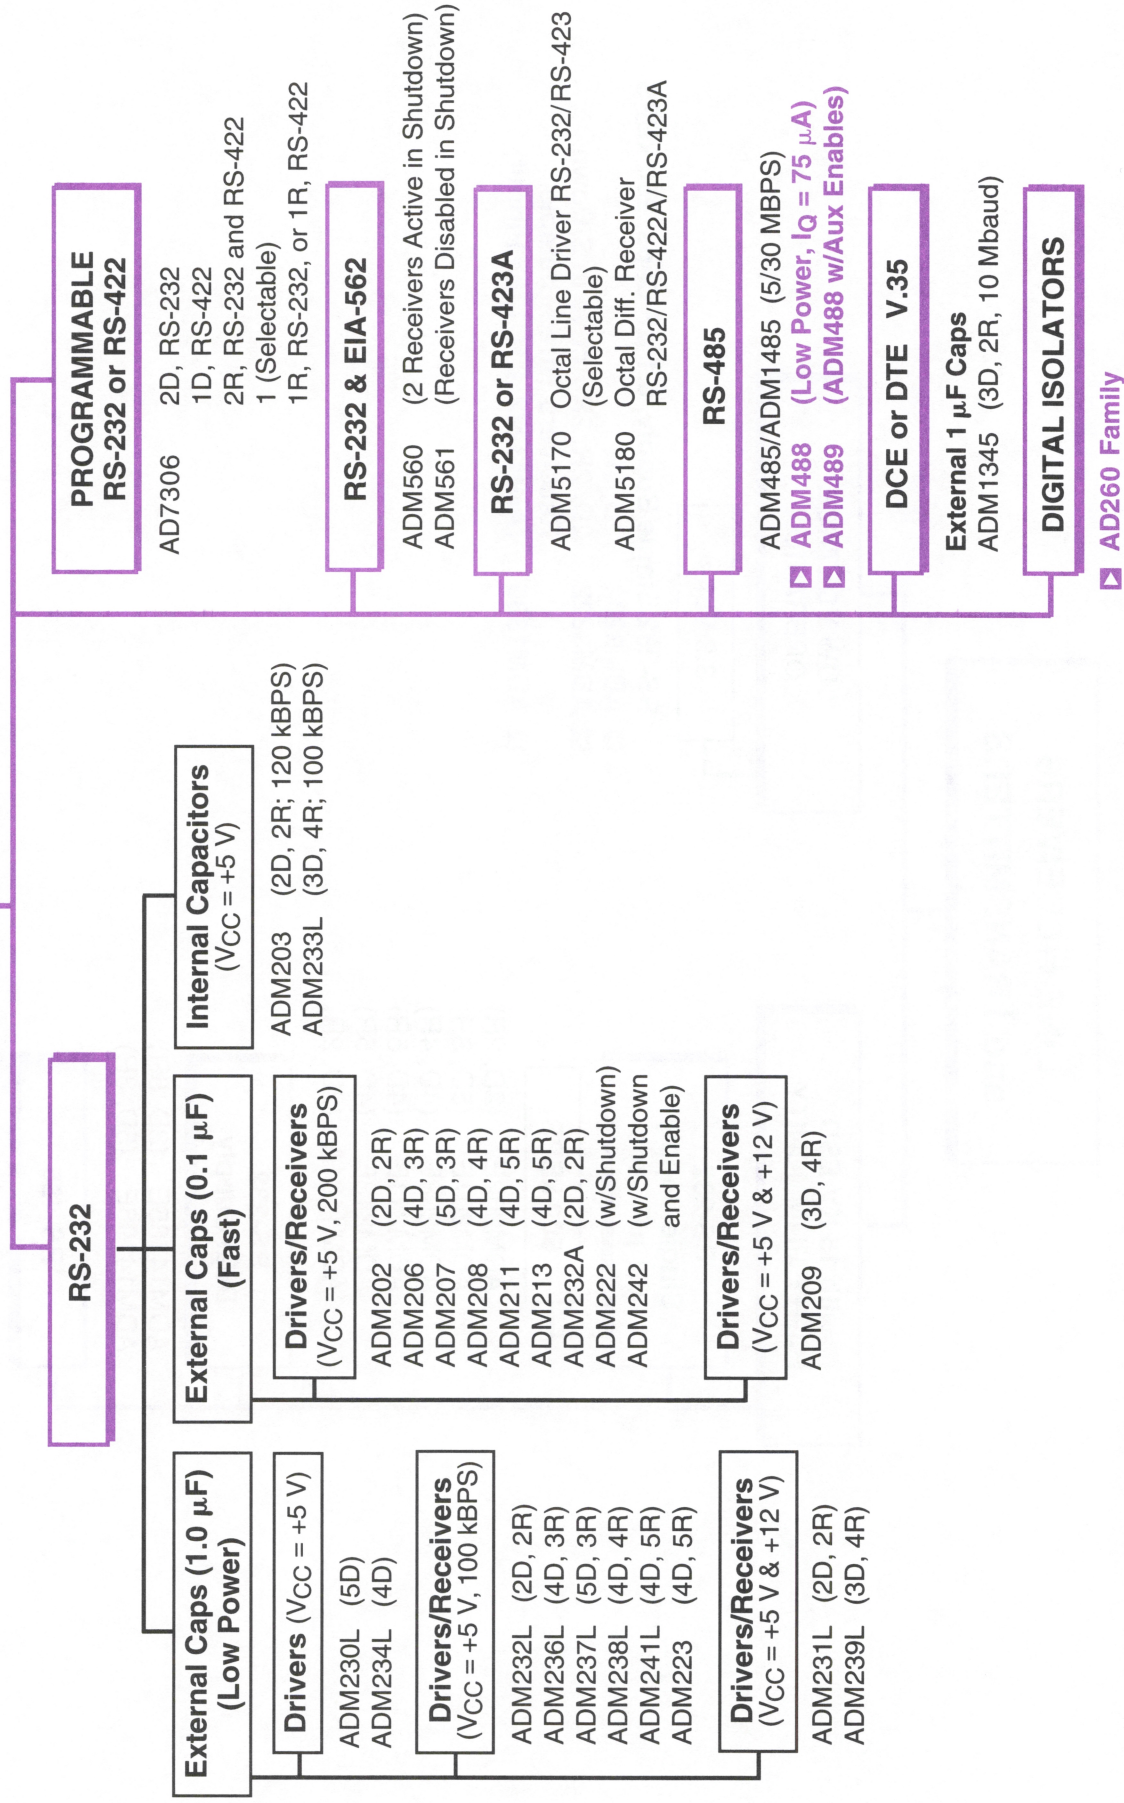 RS-232
External Caps (1.0 µF)
(Low Power)
Drivers (VCC = +5 V)
ADM230L (5D)
ADM234L (4D)
Drivers/Receivers
(VCC = +5 V, 100 kBPS)
ADM232L (2D, 2R)
ADM236L (4D, 3R)
ADM237L (5D, 3R)
ADM238L (4D, 4R)
ADM241L (4D, 5R)
ADM223 (4D, 5R)
Drivers/Receivers
(VCC = +5 V & +12 V)
ADM231L (2D, 2R)
ADM239L (3D, 4R)
External Caps (0.1 µF)
(Fast)
Drivers/Receivers
(VCC = +5 V, 200 kBPS)
ADM202 (2D, 2R)
ADM206 (4D, 3R)
ADM207 (5D, 3R)
ADM208 (4D, 4R)
ADM211 (4D, 5R)
ADM213 (4D, 5R)
ADM232A (2D, 2R)
ADM222 (w/Shutdown)
ADM242 (w/Shutdown
and Enable)
Drivers/Receivers
(VCC = +5 V & +12 V)
ADM209 (3D, 4R)
Internal Capacitors
(VCC = +5 V)
ADM203 (2D, 2R; 120 kBPS)
ADM233L (3D, 4R; 100 kBPS)
PROGRAMMABLE
RS-232 or RS-422
AD7306 2D, RS-232
1D, RS-422
2R, RS-232 and RS-422
1 (Selectable)
1R, RS-232, or 1R, RS-422
RS-232 & EIA-562
ADM560 (2 Receivers Active in Shutdown)
ADM561 (Receivers Disabled in Shutdown)
RS-232 or RS-423A
ADM5170 Octal Line Driver RS-232/RS-423
(Selectable)
ADM5180 Octal Diff. Receiver
RS-232/RS-422A/RS-423A
RS-485
ADM485/ADM1485 (5/30 MBPS)
ADM488 (Low Power, IQ = 75 µA)
ADM489 (ADM488 w/Aux Enables)
DCE or DTE V.35
External 1 µF Caps
ADM1345 (3D, 2R, 10 Mbaud)
DIGITAL ISOLATORS
AD260 Family